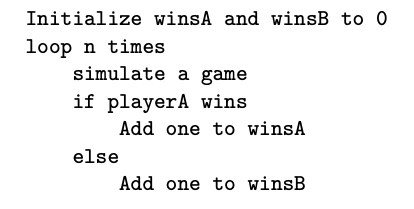 Initialize winsA and winsB to 0
loop n times
    simulate a game
    if playerA wins
        Add one to winsA
    else
        Add one to winsB